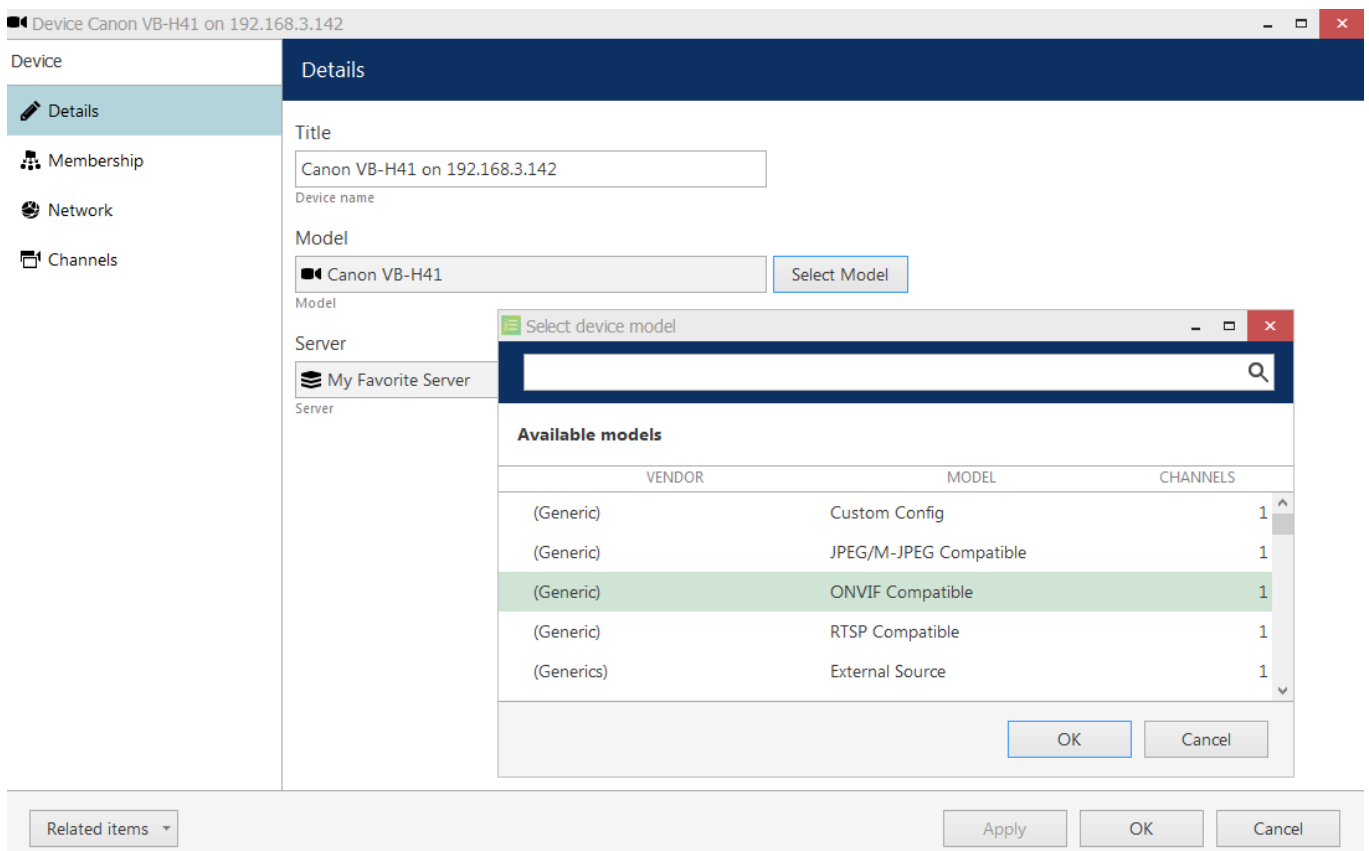 Device Canon VB-H41 on 192.168.3.142
Device
Details
Membership
Network
Channels
Details
Title
Canon VB-H41 on 192.168.3.142
Device name
Model
Canon VB-H41
Select Model
Model
Server
My Favorite Server
Server
Select device model
Available models
VENDOR MODEL CHANNELS
(Generic) Custom Config 1
(Generic) JPEG/M-JPEG Compatible 1
(Generic) ONVIF Compatible 1
(Generic) RTSP Compatible 1
(Generics) External Source 1
OK Cancel
Related items Apply OK Cancel